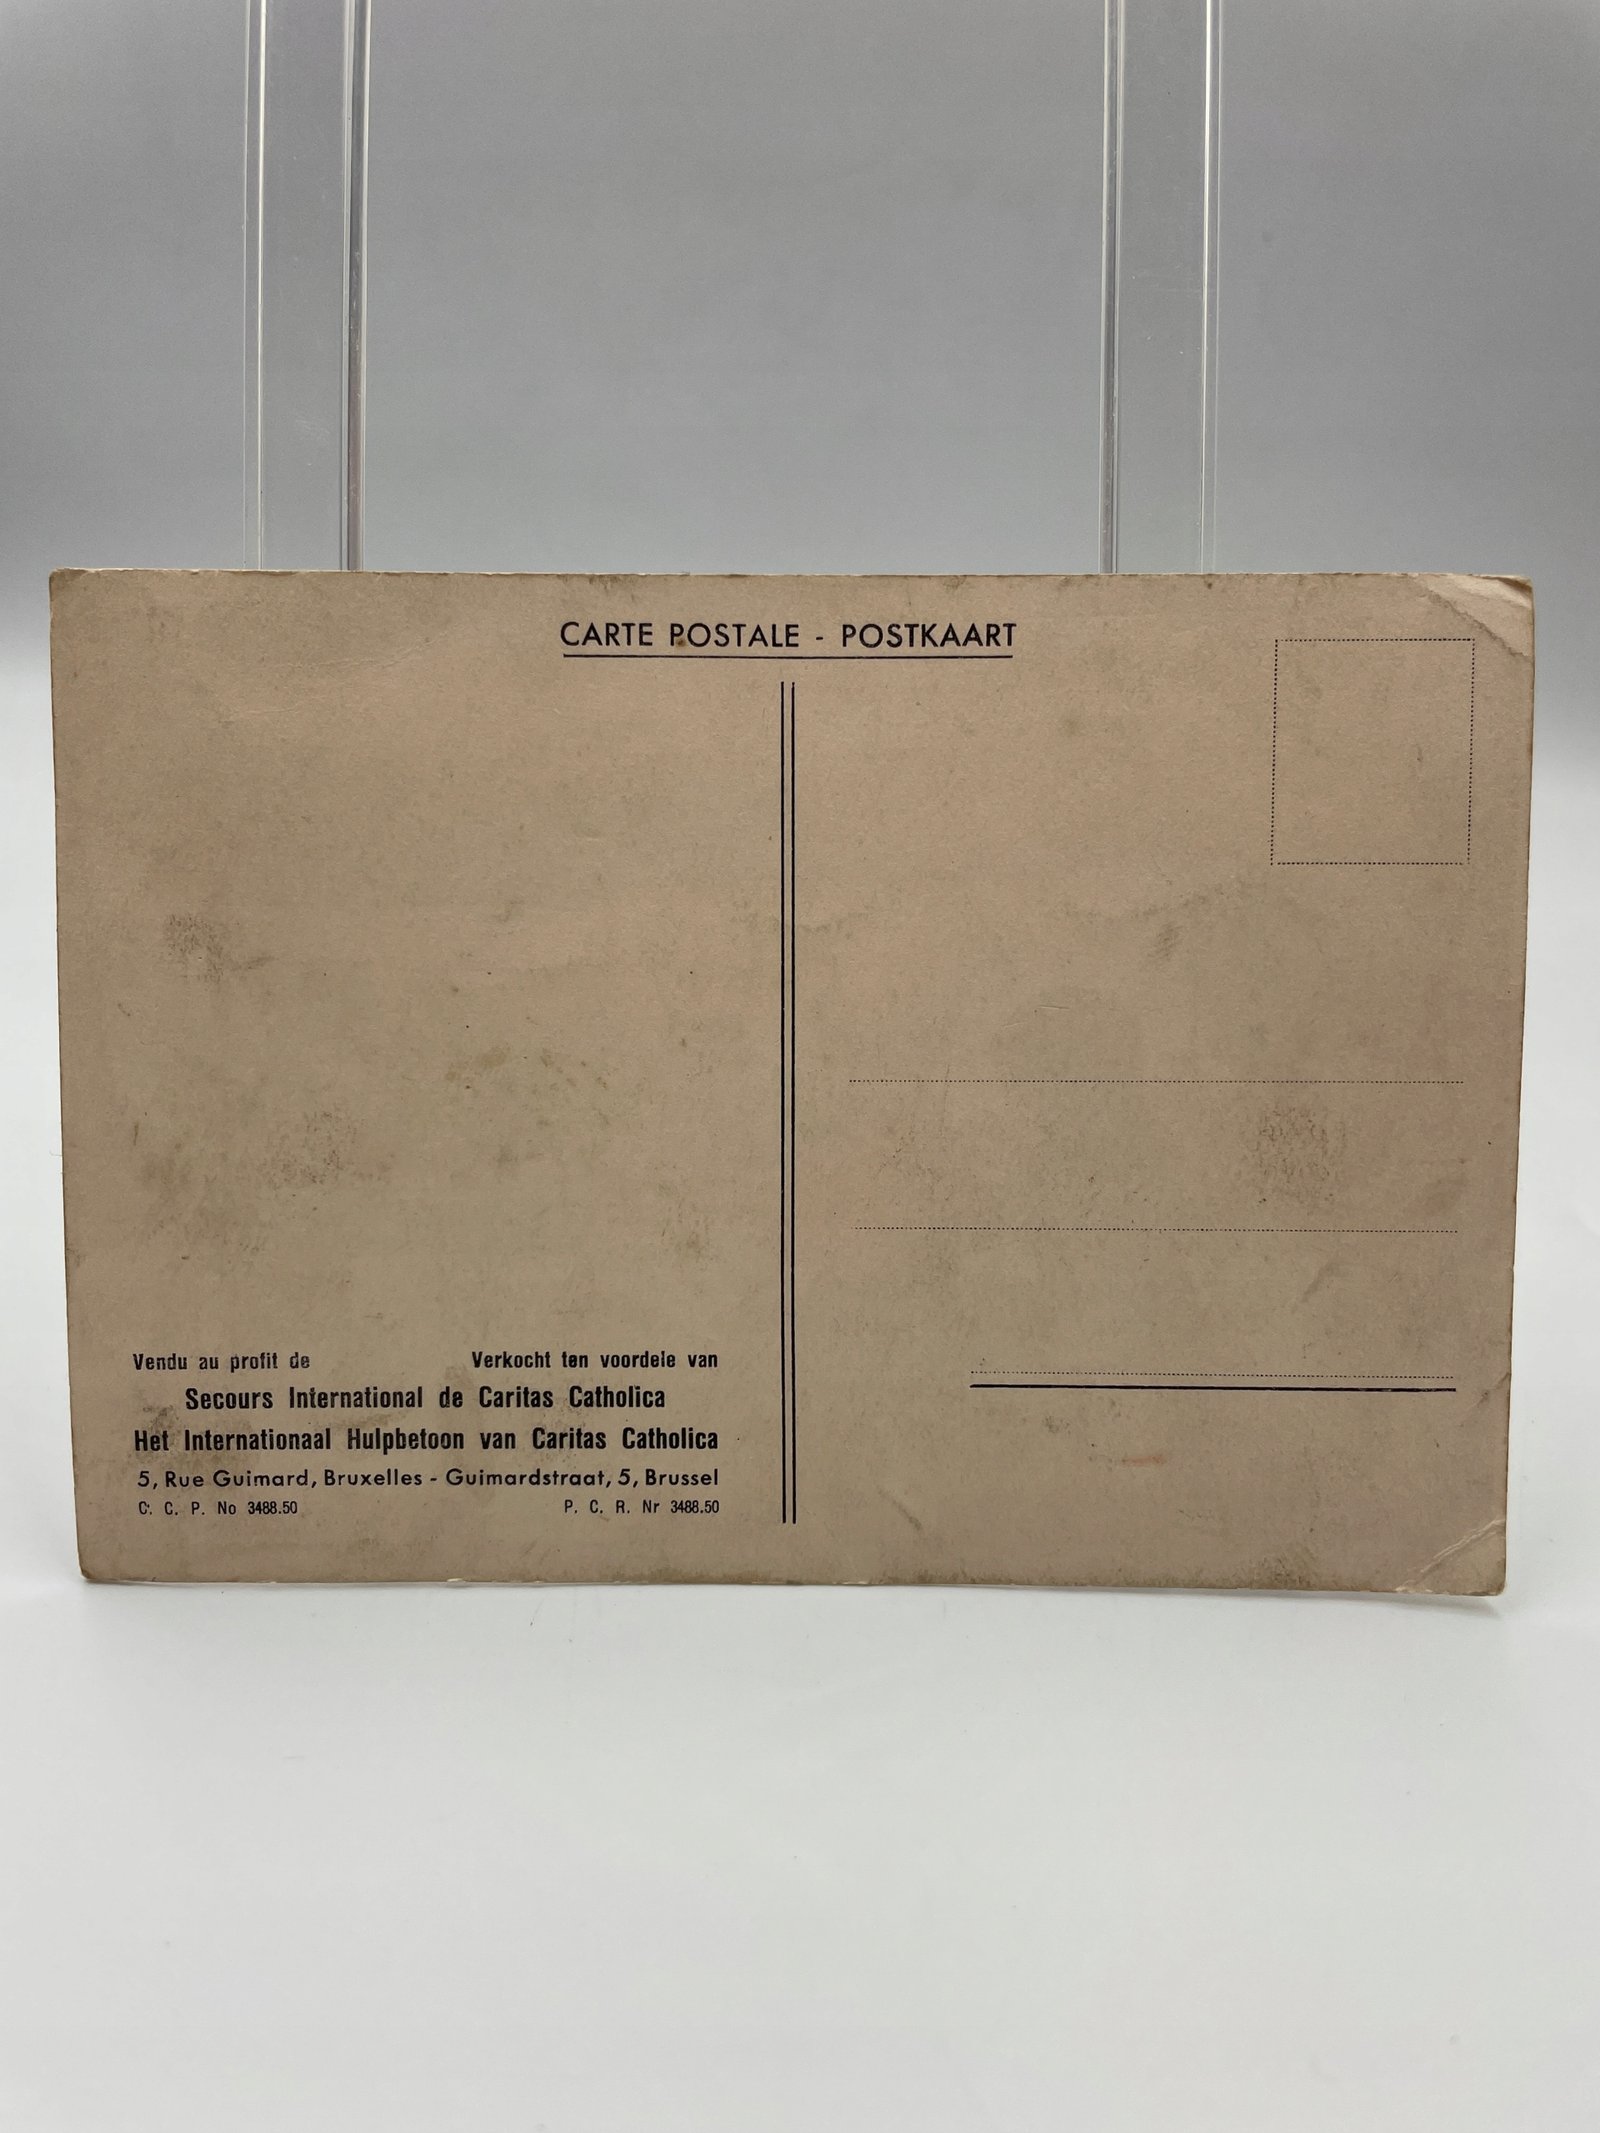 CARTE POSTALE - POSTKAART
Vendu au profit de Verkocht ten voordele van
Secours International de Caritas Catholica
Het Internationaal Hulpbetoon van Caritas Catholica
5, Rue Guimard, Bruxelles - Guimardstraat, 5, Brussel
C. C. P. No 3488.50 P. C. R. Nr 3488.50